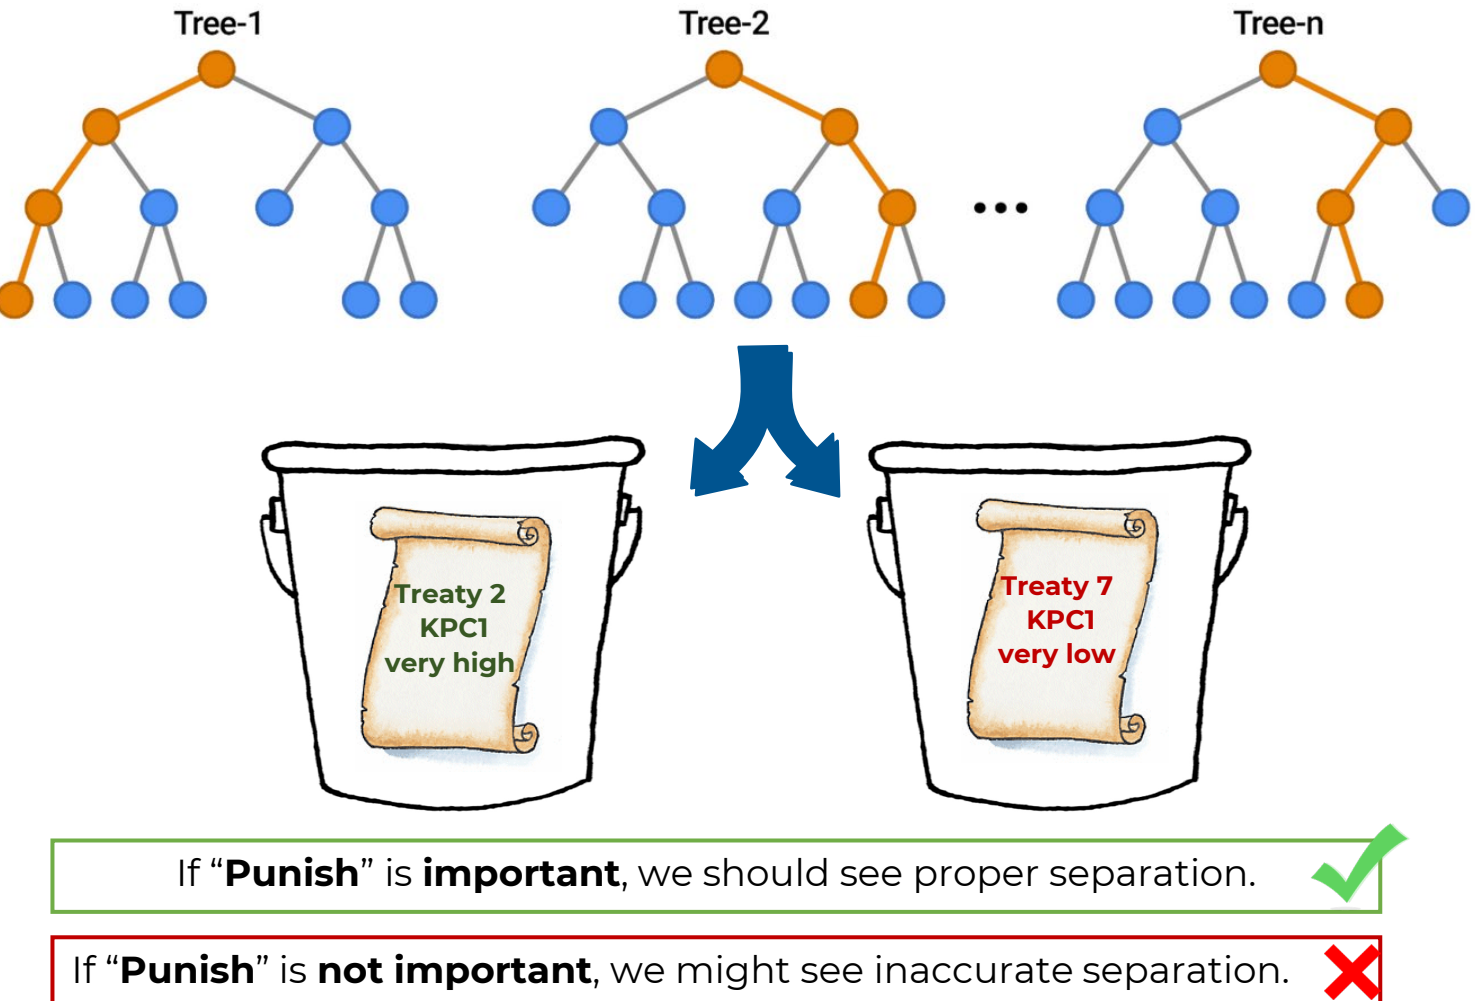 Tree-1
Tree-2
Tree-n
Treaty 2
KPC1
very high
Treaty 7
KPC1
very low
If “Punish” is important, we should see proper separation.
If “Punish” is not important, we might see inaccurate separation.